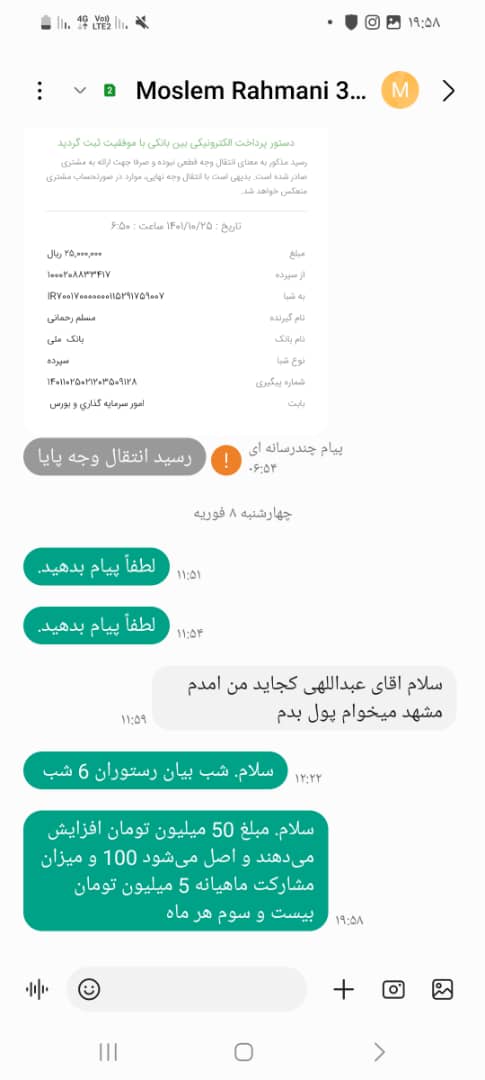 ۱۹:۵۸
4G
Vo))
LTE2
Moslem Rahmani 3...
2
M
دستور پرداخت الکترونیکی بین بانکی با موفقیت ثبت گردید
رسید مذکور به معنای انتقال وجه قطعی نبوده و صرفا جهت ارائه به مشتری
صادر شده است. بدیهی است با انتقال وجه نهایی، موارد در صورتحساب مشتری
منعکس خواهد شد.
تاریخ : ۱۴۰۱/۱۰/۲۵ ساعت : ۶:۵۰
مبلغ ۲۵,۰۰۰,۰۰۰ ریال
از سپرده ۱۰۰۰۲۰۸۸۳۳۴۱۷
به شبا
نام گیرنده مسلم رحمانی
نام بانک بانک ملی
نوع شبا سپرده
شماره پیگیری
بابت امور سرمایه گذاری و بورس
رسید انتقال وجه پایا
!
پیام چندرسانه ای
۰۶:۵۴
چهارشنبه ۸ فوریه
لطفاً پیام بدهید.
۱۱:۵۱
لطفاً پیام بدهید.
۱۱:۵۴
سلام اقای عبداللهی کجاید من امدم
مشهد میخوام پول بدم
۱۱:۵۹
سلام. شب بیان رستوران 6 شب
۱۲:۲۲
سلام. مبلغ 50 میلیون تومان افزایش
می‌دهند و اصل می‌شود 100 و میزان
مشارکت ماهیانه 5 میلیون تومان
بیست و سوم هر ماه
۱۹:۵۸